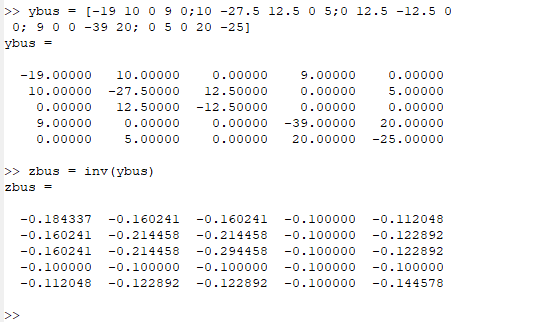 >> ybus = [-19 10 0 9 0;10 -27.5 12.5 0 5;0 12.5 -12.5 0
 0; 9 0 0 -39 20; 0 5 0 20 -25]
ybus =
-19.00000 10.00000 0.00000 9.00000 0.00000
10.00000 -27.50000 12.50000 0.00000 5.00000
0.00000 12.50000 -12.50000 0.00000 0.00000
9.00000 0.00000 0.00000 -39.00000 20.00000
0.00000 5.00000 0.00000 20.00000 -25.00000
>> zbus = inv(ybus)
zbus =
-0.184337 -0.160241 -0.160241 -0.100000 -0.112048
-0.160241 -0.214458 -0.214458 -0.100000 -0.122892
-0.160241 -0.214458 -0.294458 -0.100000 -0.122892
-0.100000 -0.100000 -0.100000 -0.100000 -0.100000
-0.112048 -0.122892 -0.122892 -0.100000 -0.144578
>>